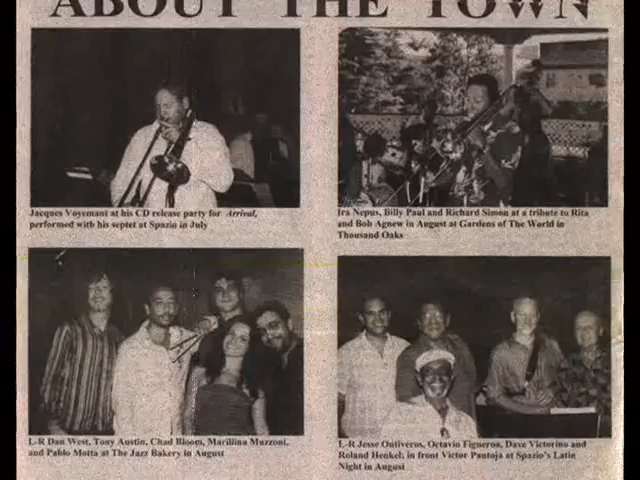 ABOUT THE TOWN
Jacques Voyemant at his CD release party for Arrival,
performed with his septet at Spazio in July
Ira Nepus, Billy Paul and Richard Simon at a tribute to Rita
and Bob Agnew in August at Gardens of The World in
Thousand Oaks
L-R Dan West, Tony Austin, Chad Bloom, Mariliina Muzzoni,
and Pablo Motta at The Jazz Bakery in August
L-R Jesse Ontiveros, Octavio Figueroa, Dave Victorino and
Roland Henkel; in front Victor Pantoja at Spazio's Latin
Night in August